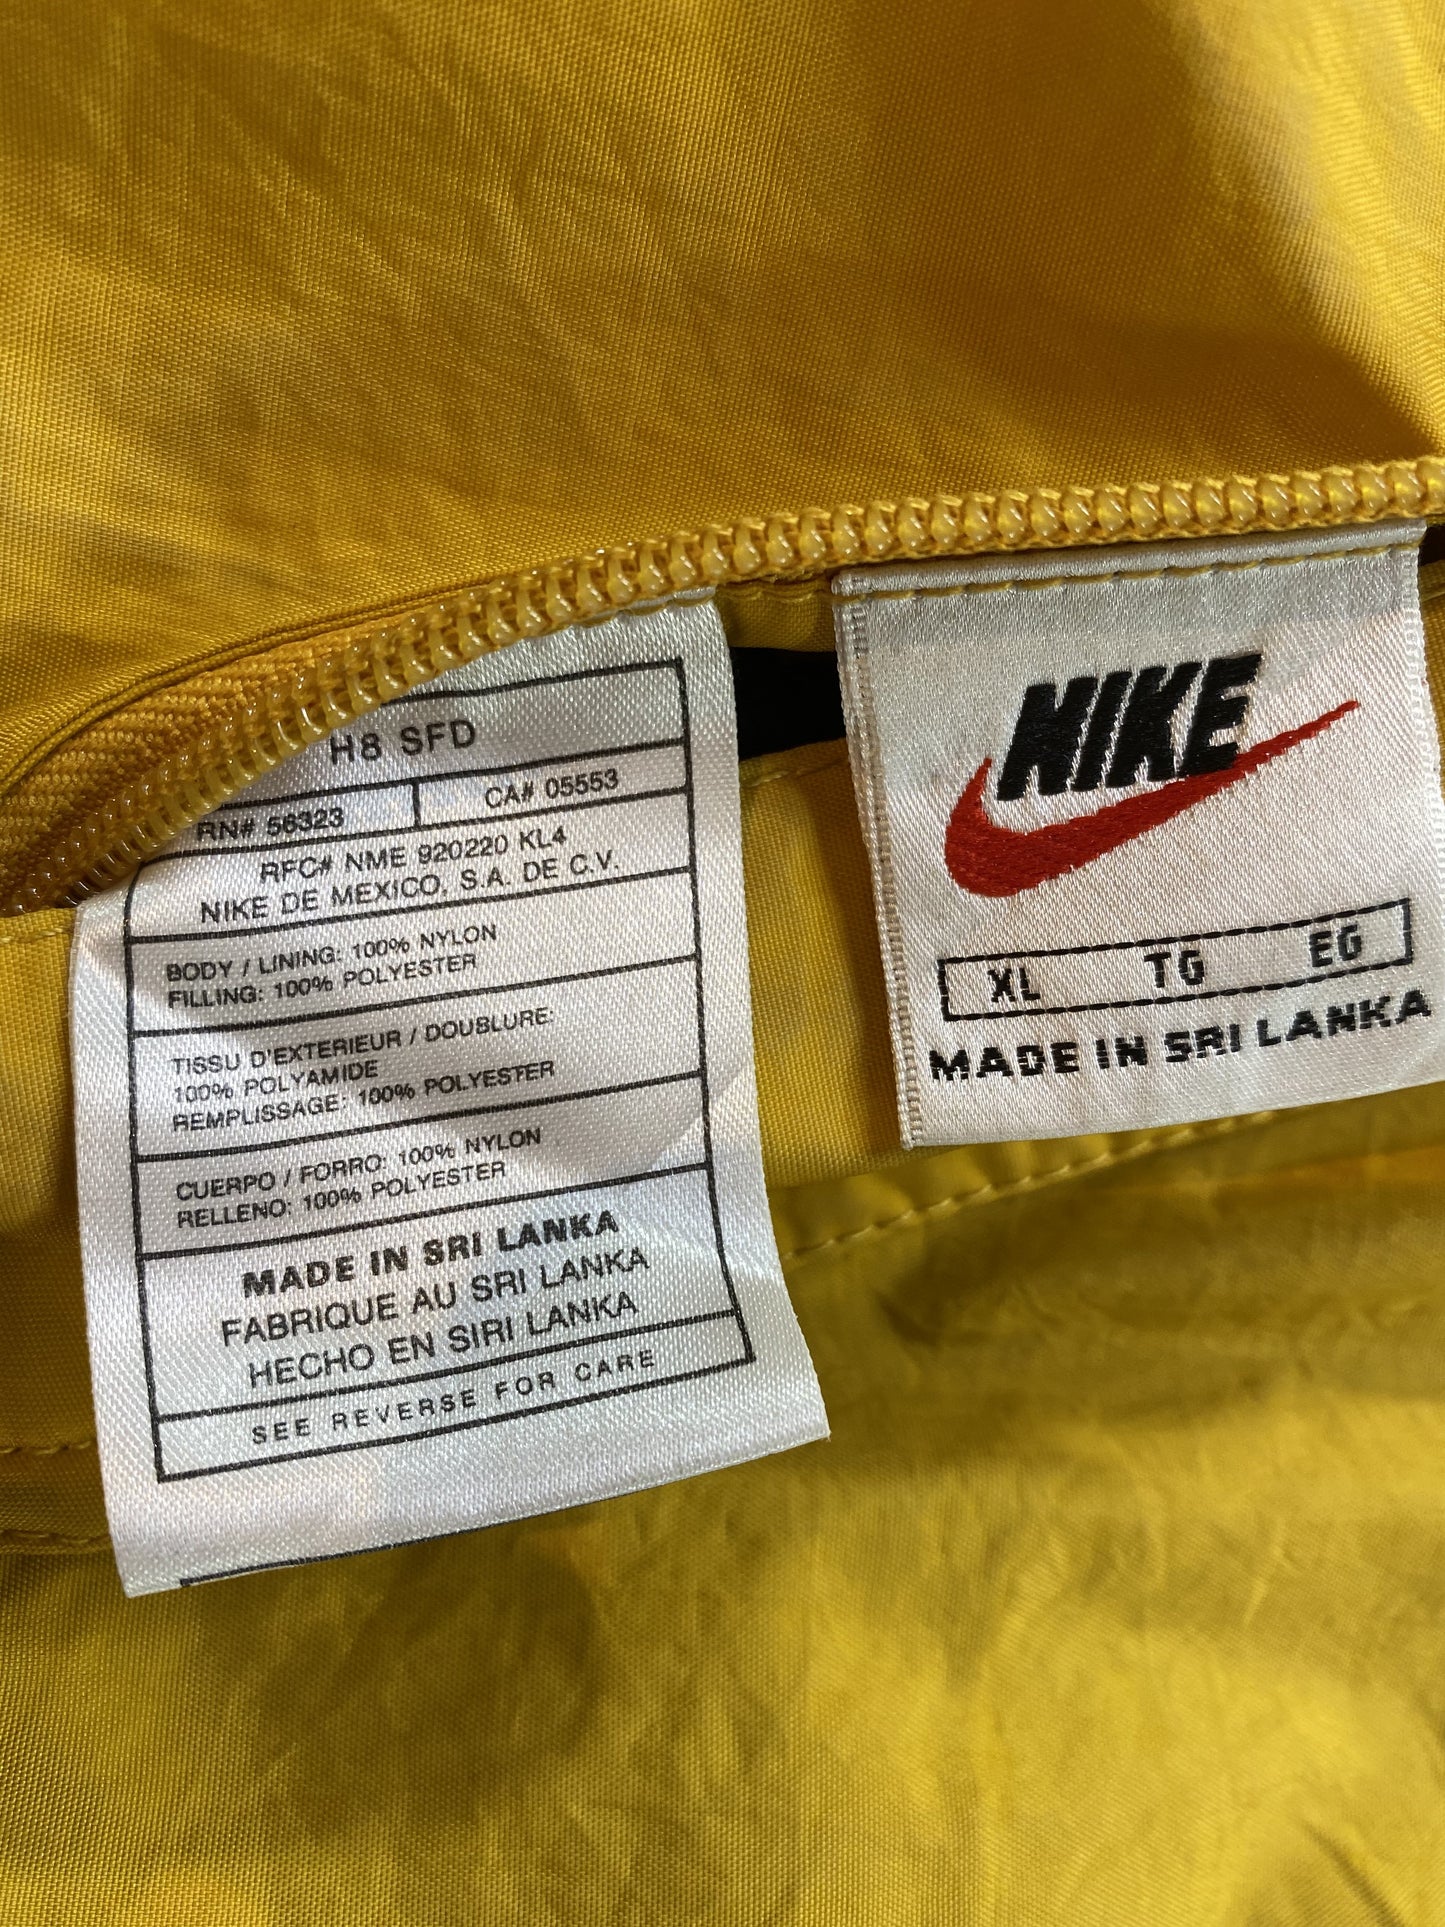 H8 SFD
RN# 56323 CA# 05553
RFC# NME 920220 KL4
NIKE DE MEXICO, S.A. DE C.V.
BODY / LINING: 100% NYLON
FILLING: 100% POLYESTER
TISSU D'EXTERIEUR / DOUBLURE:
100% POLYAMIDE
REMPLISSAGE: 100% POLYESTER
CUERPO / FORRO: 100% NYLON
RELLENO: 100% POLYESTER
MADE IN SRI LANKA
FABRIQUE AU SRI LANKA
HECHO EN SIRI LANKA
SEE REVERSE FOR CARE
NIKE
XL TG EG
MADE IN SRI LANKA